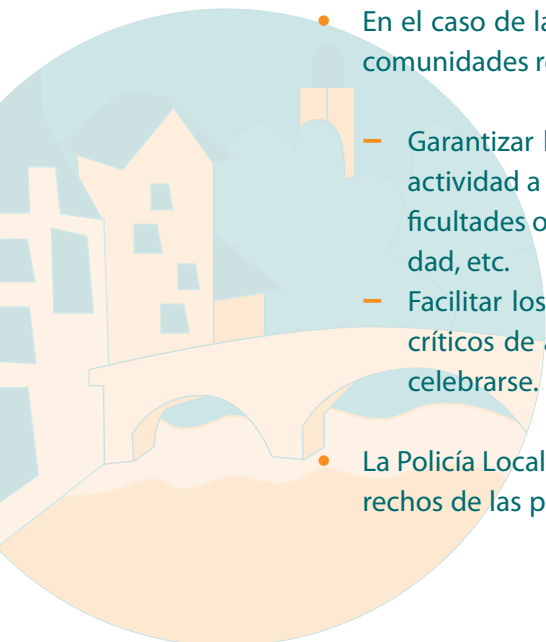 • En el caso de la
comunidades re
– Garantizar l
actividad a
ficultades o
dad, etc.
– Facilitar los
críticos de a
celebrarse.
• La Policía Local
rechos de las p